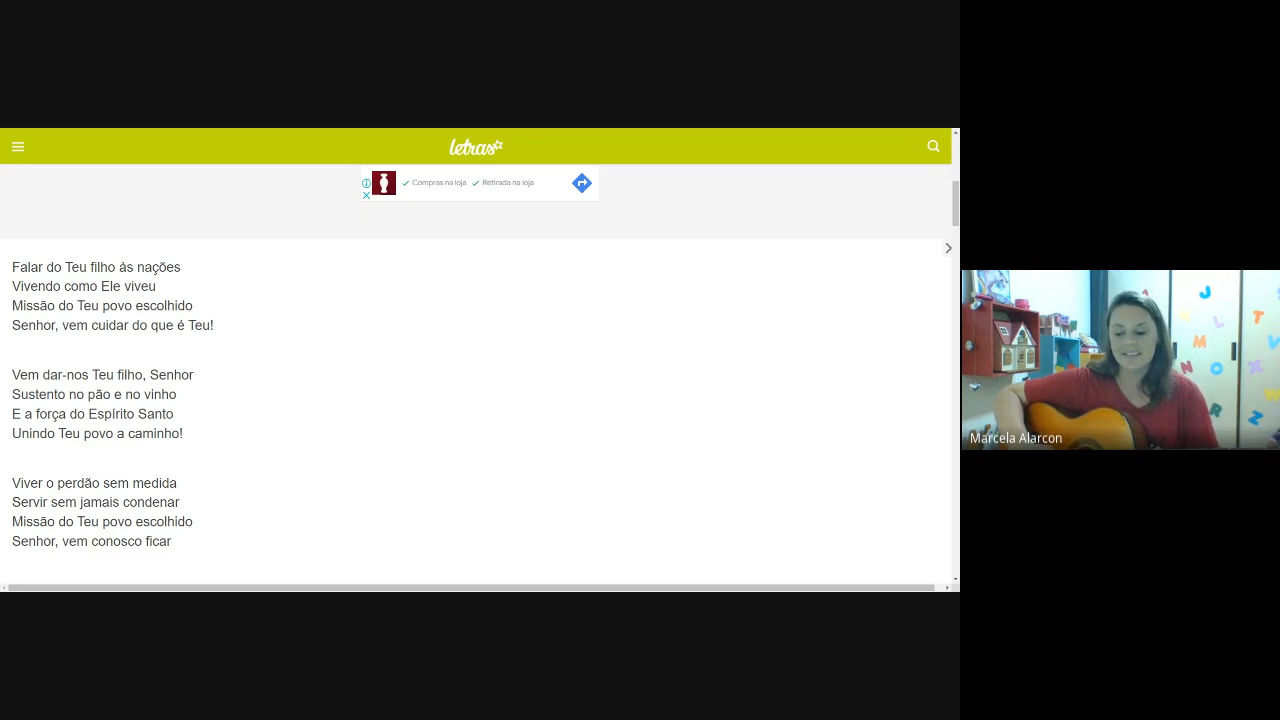 letras
Compras na loja Retirada na loja
Falar do Teu filho às nações
Vivendo como Ele viveu
Missão do Teu povo escolhido
Senhor, vem cuidar do que é Teu!
Vem dar-nos Teu filho, Senhor
Sustento no pão e no vinho
E a força do Espírito Santo
Unindo Teu povo a caminho!
Viver o perdão sem medida
Servir sem jamais condenar
Missão do Teu povo escolhido
Senhor, vem conosco ficar
J
L
T
M
V
N
O
X
R
Z
Marcela Alarcon